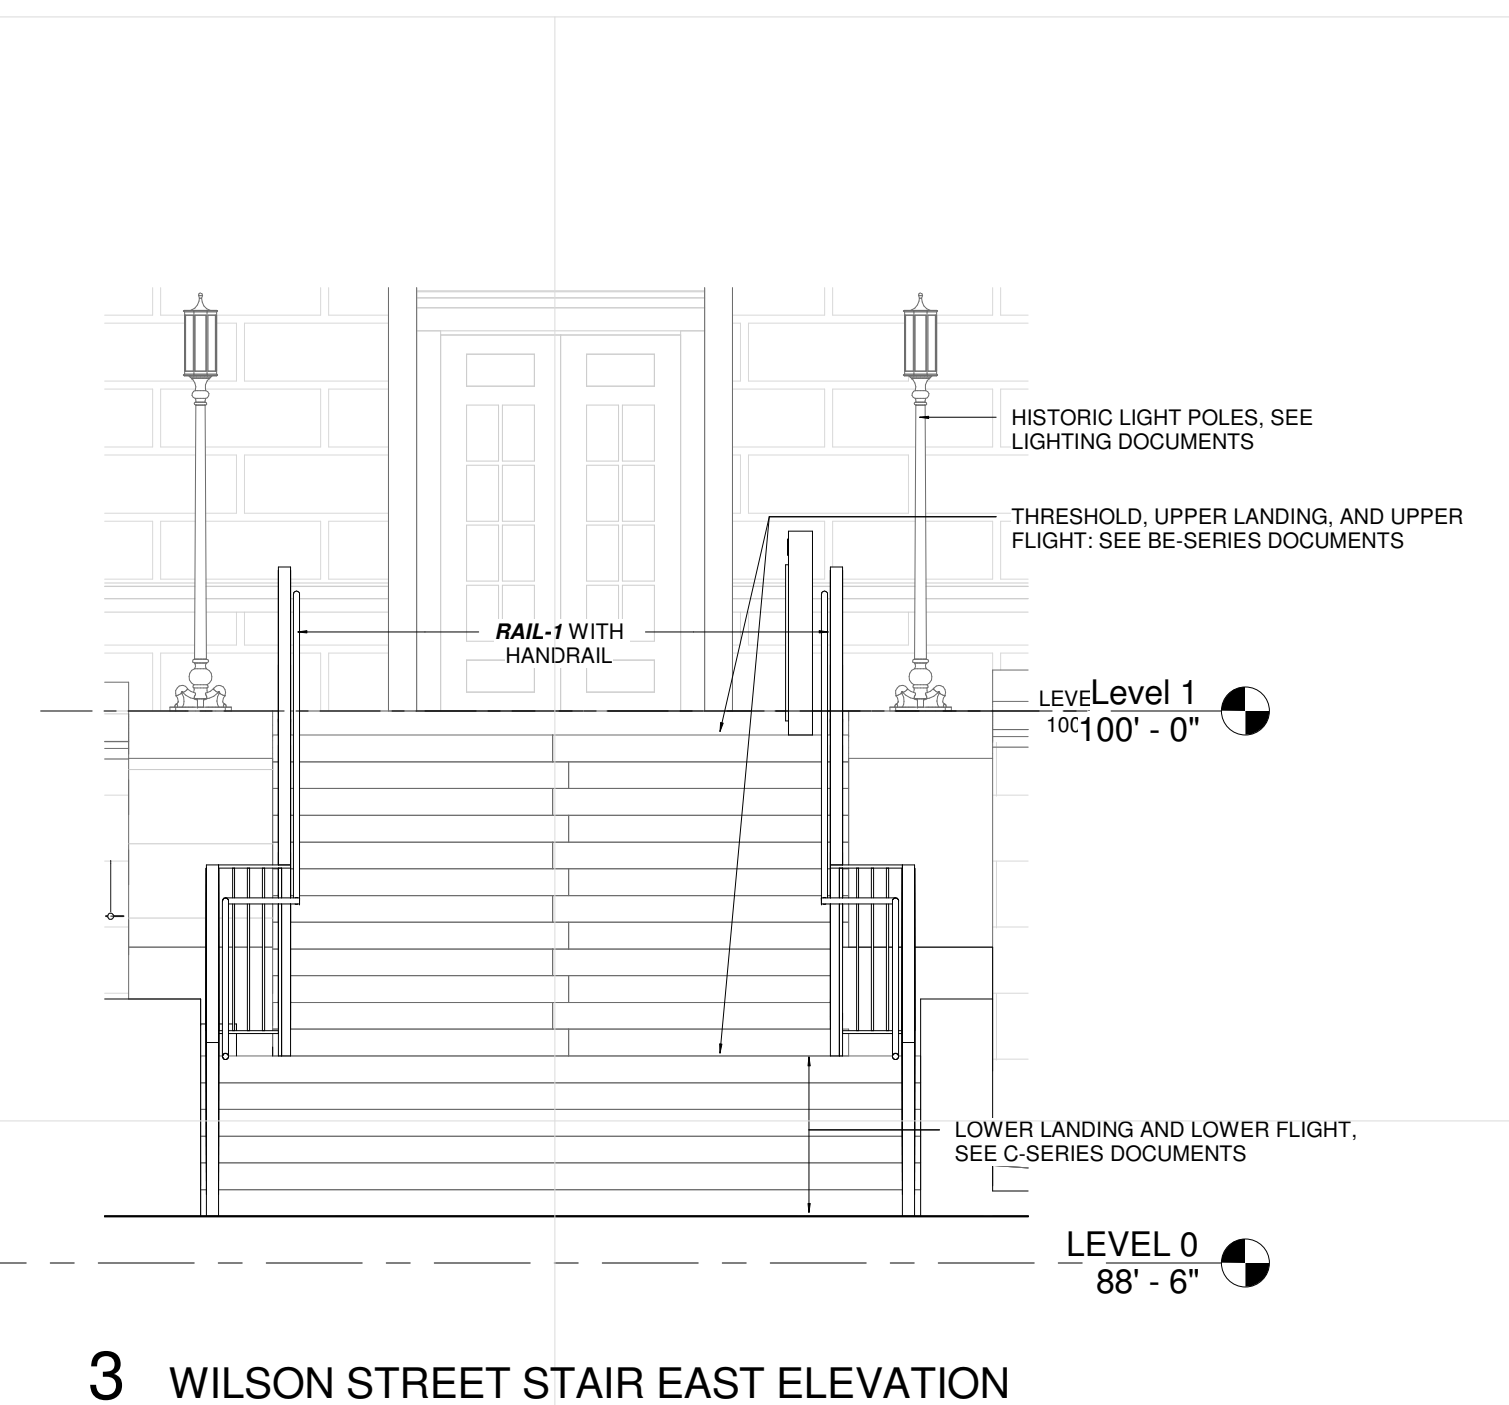 HISTORIC LIGHT POLES, SEE
LIGHTING DOCUMENTS
THRESHOLD, UPPER LANDING, AND UPPER
FLIGHT: SEE BE-SERIES DOCUMENTS
RAIL-1 WITH
HANDRAIL
LEVE
Level 1
100
100' - 0"
LOWER LANDING AND LOWER FLIGHT,
SEE C-SERIES DOCUMENTS
LEVEL 0
88' - 6"
3 WILSON STREET STAIR EAST ELEVATION